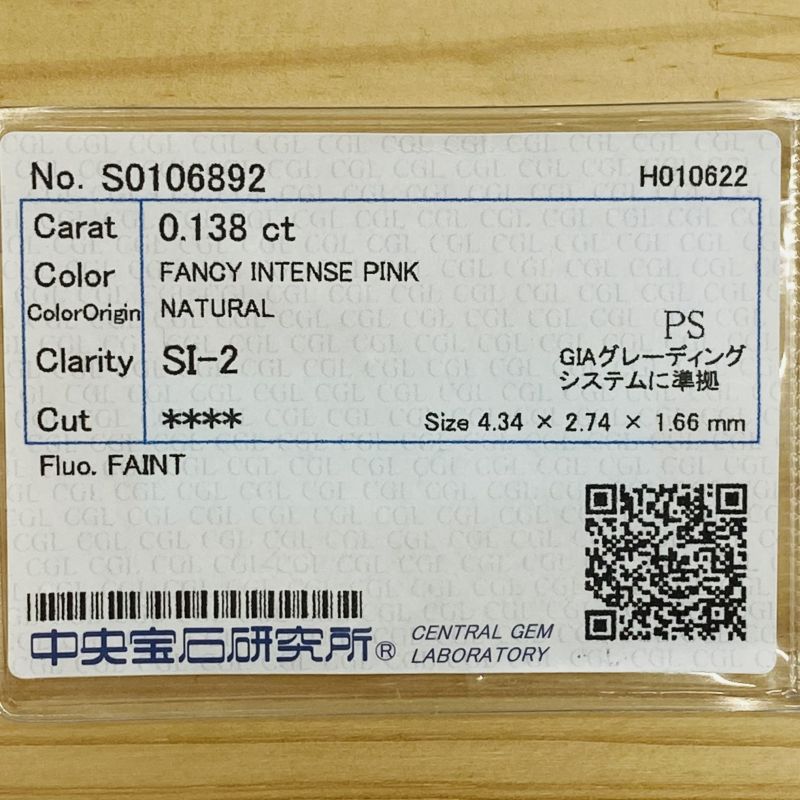 No. S0106892 H010622
Carat 0.138 ct
Color FANCY INTENSE PINK
ColorOrigin NATURAL
PS
Clarity SI-2
GIAグレーディング
システムに準拠
Cut **** Size 4.34 × 2.74 × 1.66 mm
Fluo. FAINT
中央宝石研究所® CENTRAL GEM
LABORATORY